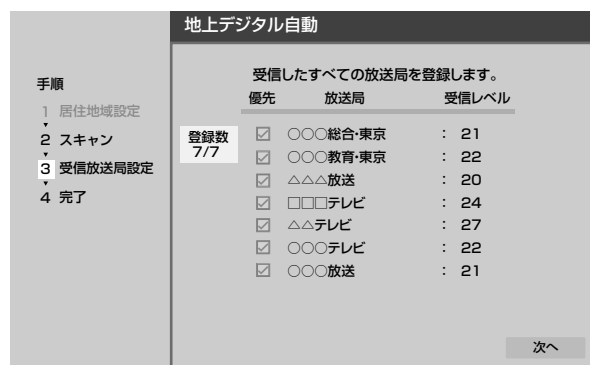 地上デジタル自動
手順
1 居住地域設定
2 スキャン
3 受信放送局設定
4 完了
受信したすべての放送局を登録します。
優先 放送局 受信レベル
登録数
7/7
☑ ○○○総合・東京 : 21
☑ ○○○教育・東京 : 22
☑ △△△放送 : 20
☑ □□□テレビ : 24
☑ △△テレビ : 27
☑ ○○○テレビ : 22
☑ ○○○放送 : 21
次へ